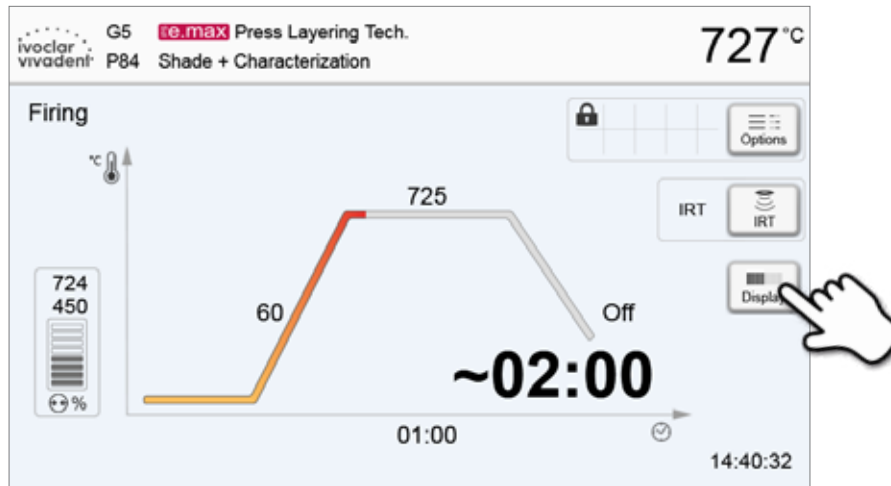 ivoclar vivadent
G5 IPS e.max Press Layering Tech.
P84 Shade + Characterization
727 °C
Firing
Options
°C
725
IRT
IRT
724
450
60
Off
Display
~02:00
%
01:00
14:40:32